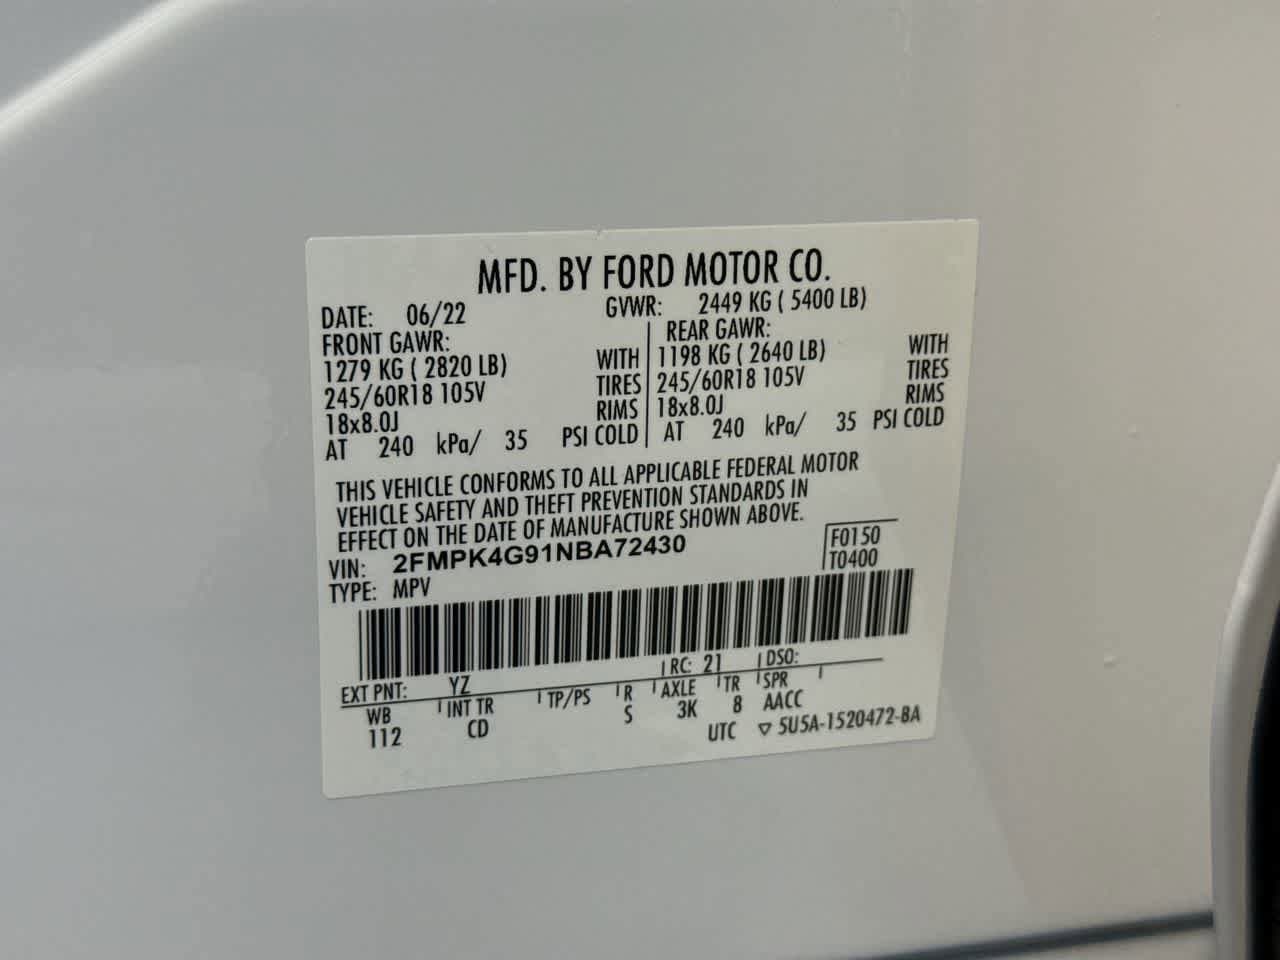 MFD. BY FORD MOTOR CO.
DATE: 06/22 GVWR: 2449 KG ( 5400 LB)
FRONT GAWR: REAR GAWR:
1279 KG ( 2820 LB) WITH 1198 KG ( 2640 LB) WITH
245/60R18 105V TIRES 245/60R18 105V TIRES
18x8.0J RIMS 18x8.0J RIMS
AT 240 kPa/ 35 PSI COLD AT 240 kPa/ 35 PSI COLD
THIS VEHICLE CONFORMS TO ALL APPLICABLE FEDERAL MOTOR
VEHICLE SAFETY AND THEFT PREVENTION STANDARDS IN
EFFECT ON THE DATE OF MANUFACTURE SHOWN ABOVE.
VIN: 2FMPK4G91NBA72430 F0150
TYPE: MPV T0400
EXT PNT: YZ RC: 21 DSO:
WB INT TR TP/PS R AXLE TR SPR
112 CD S 3K 8 AACC
UTC ▽ 5U5A-1520472-BA